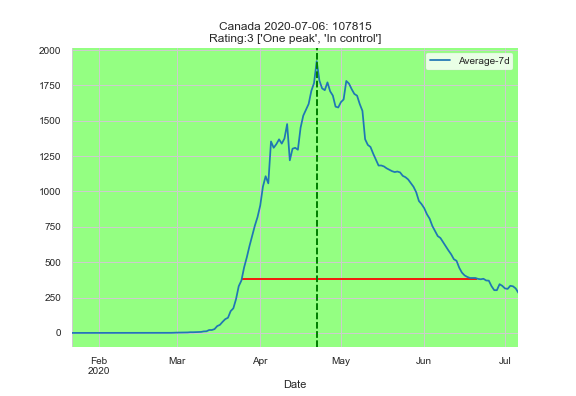 Canada 2020-07-06: 107815
Rating:3 ['One peak', 'In control']
Average-7d
2000
1750
1500
1250
1000
750
500
250
0
Feb
2020
Mar
Apr
May
Jun
Jul
Date